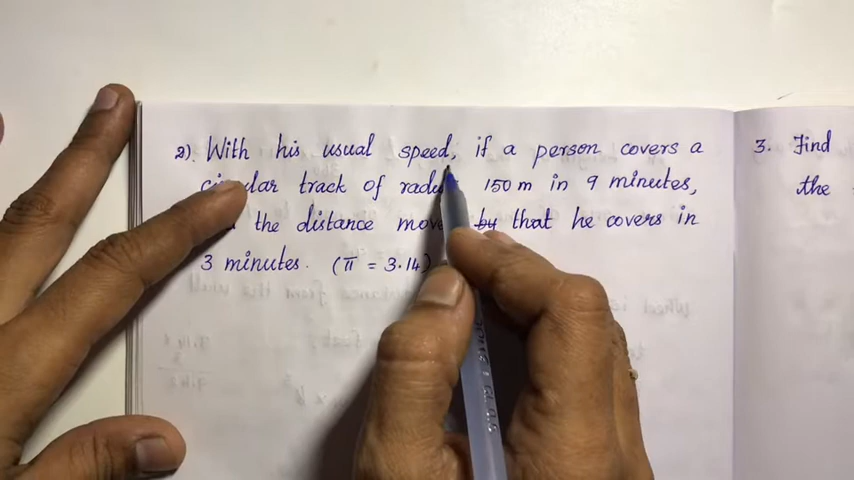 2). With his usual speed, if a person covers a
track of 150 m in 9 minutes,
the distance by that he covers in
3 minutes. (π = 3.14)
3. Find
the